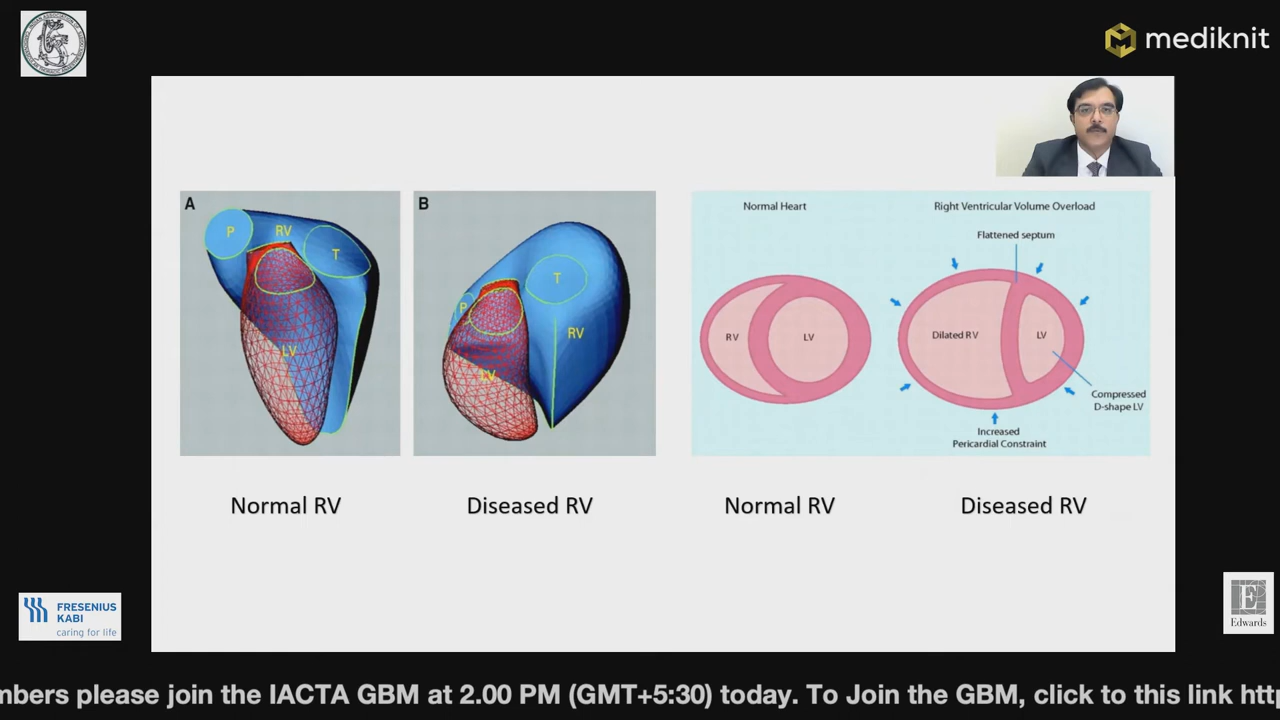 mediknit
A
B
P
RV
T
LV
P
T
RV
LV
Normal Heart
Right Ventricular Volume Overload
Flattened septum
RV
LV
Dilated RV
LV
Compressed
D-shape LV
Increased
Pericardial Constraint
Normal RV
Diseased RV
Normal RV
Diseased RV
FRESENIUS
KABI
caring for life
E
Edwards
mbers please join the IACTA GBM at 2.00 PM (GMT+5:30) today. To Join the GBM, click to this link http